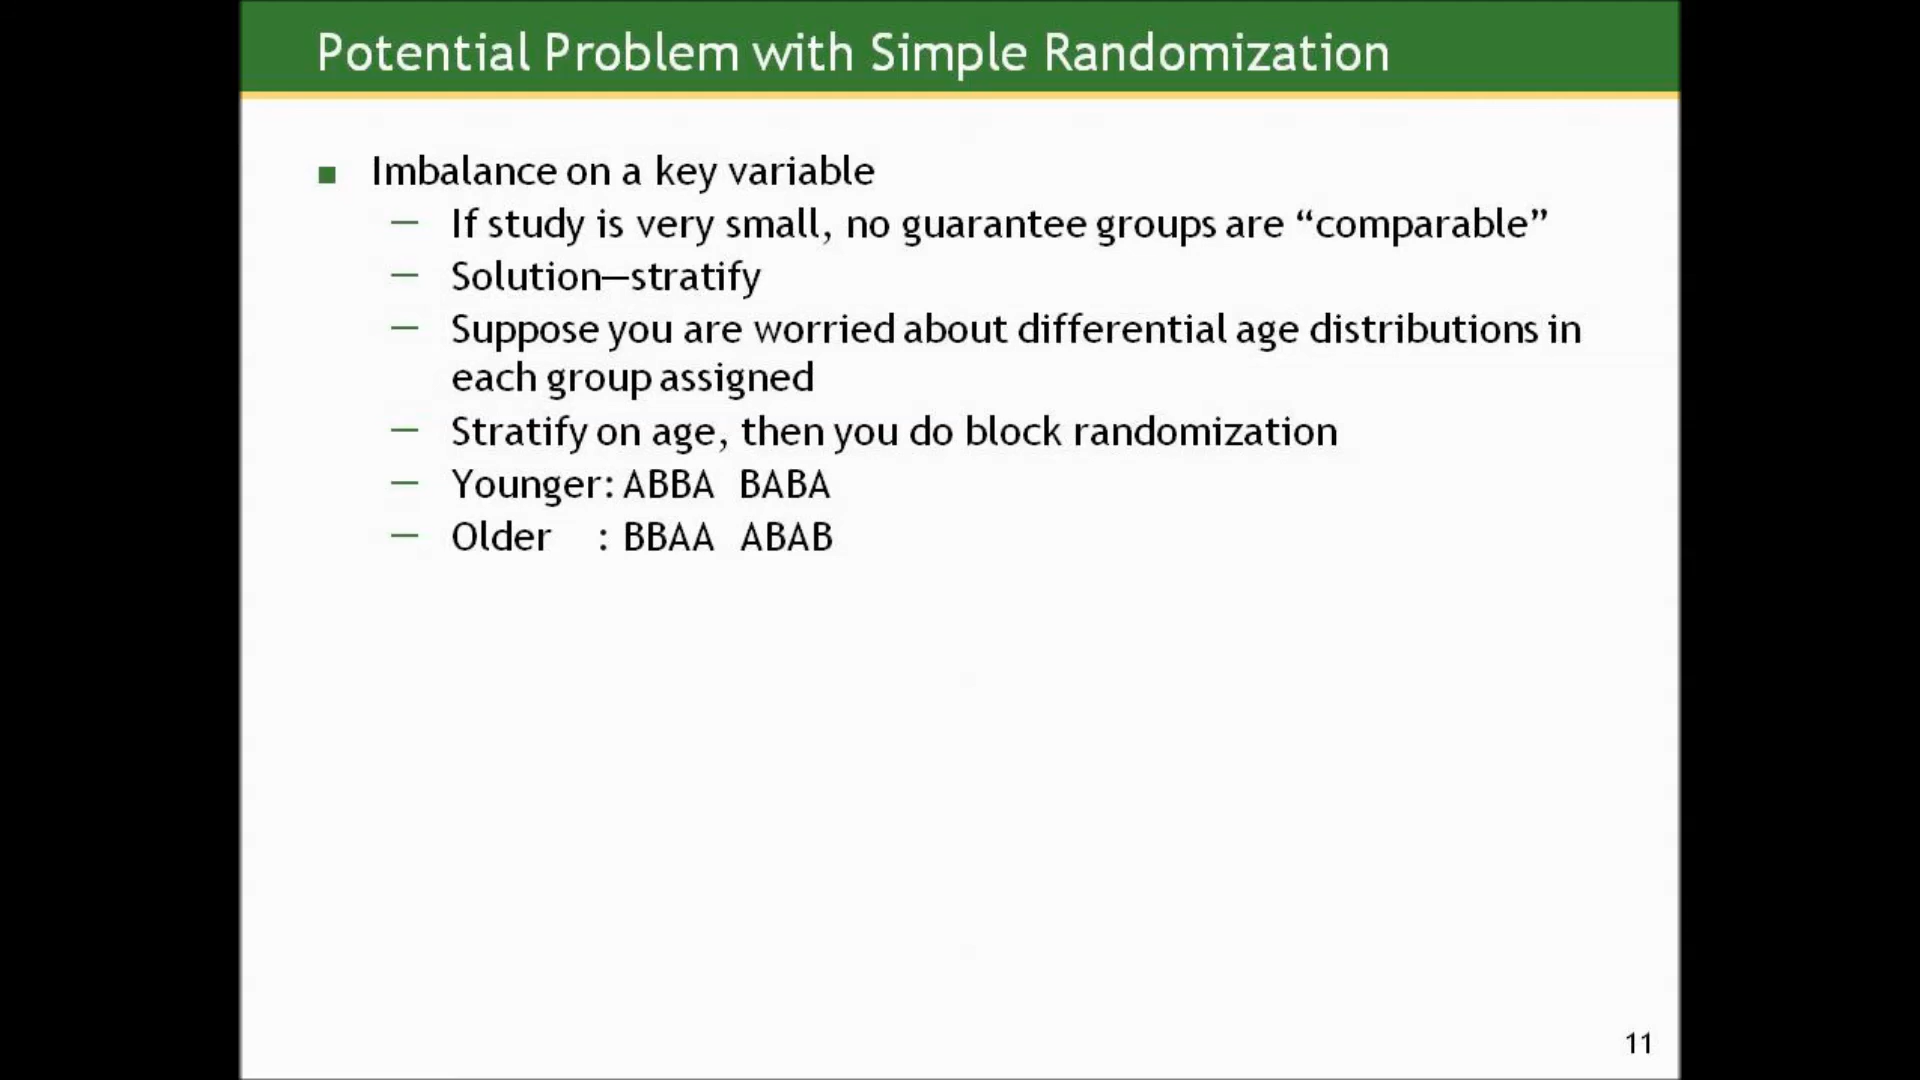 Potential Problem with Simple Randomization
Imbalance on a key variable
— If study is very small, no guarantee groups are “comparable”
— Solution—stratify
— Suppose you are worried about differential age distributions in
each group assigned
— Stratify on age, then you do block randomization
— Younger: ABBA BABA
— Older : BBAA ABAB
11